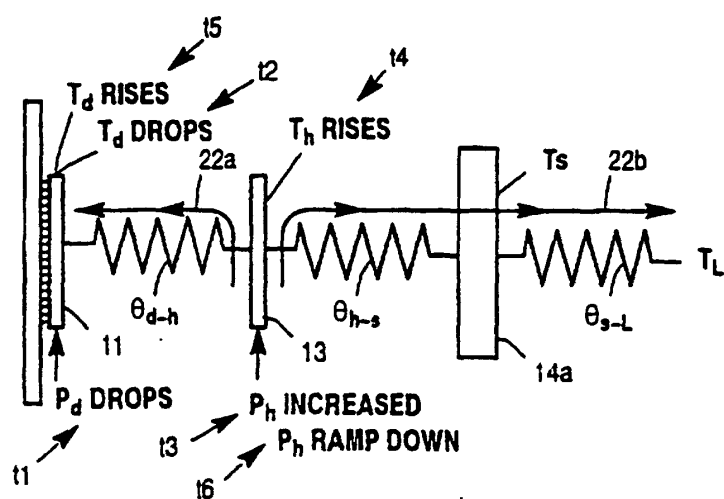 t5
t2
t4
T_d RISES
T_d DROPS
T_h RISES
22a
Ts
22b
T_L
θ_d-h
θ_h-s
θ_s-L
11
13
14a
P_d DROPS
P_h INCREASED
t3
P_h RAMP DOWN
t1
t6